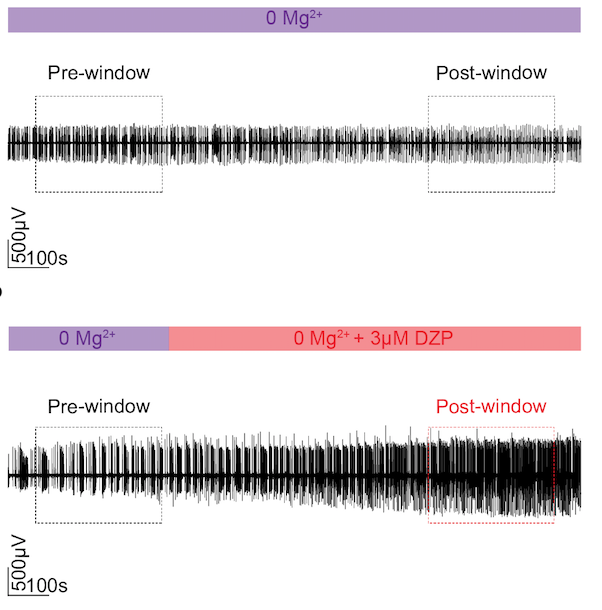 0 Mg²⁺
Pre-window Post-window
500µV
100s
0 Mg²⁺ 0 Mg²⁺ + 3µM DZP
Pre-window Post-window
500µV
100s